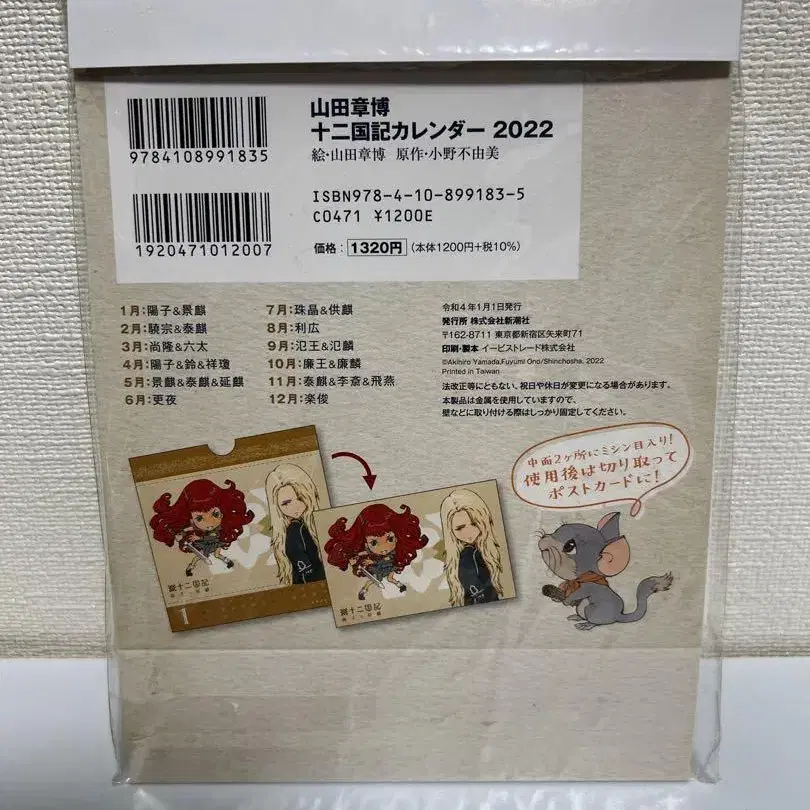 9784108991835
山田章博
十二国記カレンダー 2022
絵・山田章博 原作・小野不由美
ISBN978-4-10-899183-5
C0471 ¥1200E
1920471012007
価格：1320円（本体1200円+税10%）
1月：陽子＆景麒
2月：驍宗＆泰麒
3月：尚隆＆六太
4月：陽子＆鈴＆祥瓊
5月：景麒＆泰麒＆延麒
6月：更夜
7月：珠晶＆供麒
8月：利広
9月：氾王＆氾麟
10月：廉王＆廉麟
11月：泰麒＆李斎＆飛燕
12月：楽俊
令和4年1月1日発行
発行所 株式会社新潮社
〒162-8711 東京都新宿区矢来町71
印刷・製本 イービストレード株式会社
©Akihiro Yamada,Fuyumi Ono/Shinchosha, 2022
Printed in Taiwan
法改正等にともない、祝日や休日が変更になる場合があります。
本製品は金属を使用していますので、
壁などに取り付ける際はしっかり固定してください。
中面2ヶ所にミシン目入り！
使用後は切り取って
ポストカードに！
十二国記
1
十二国記